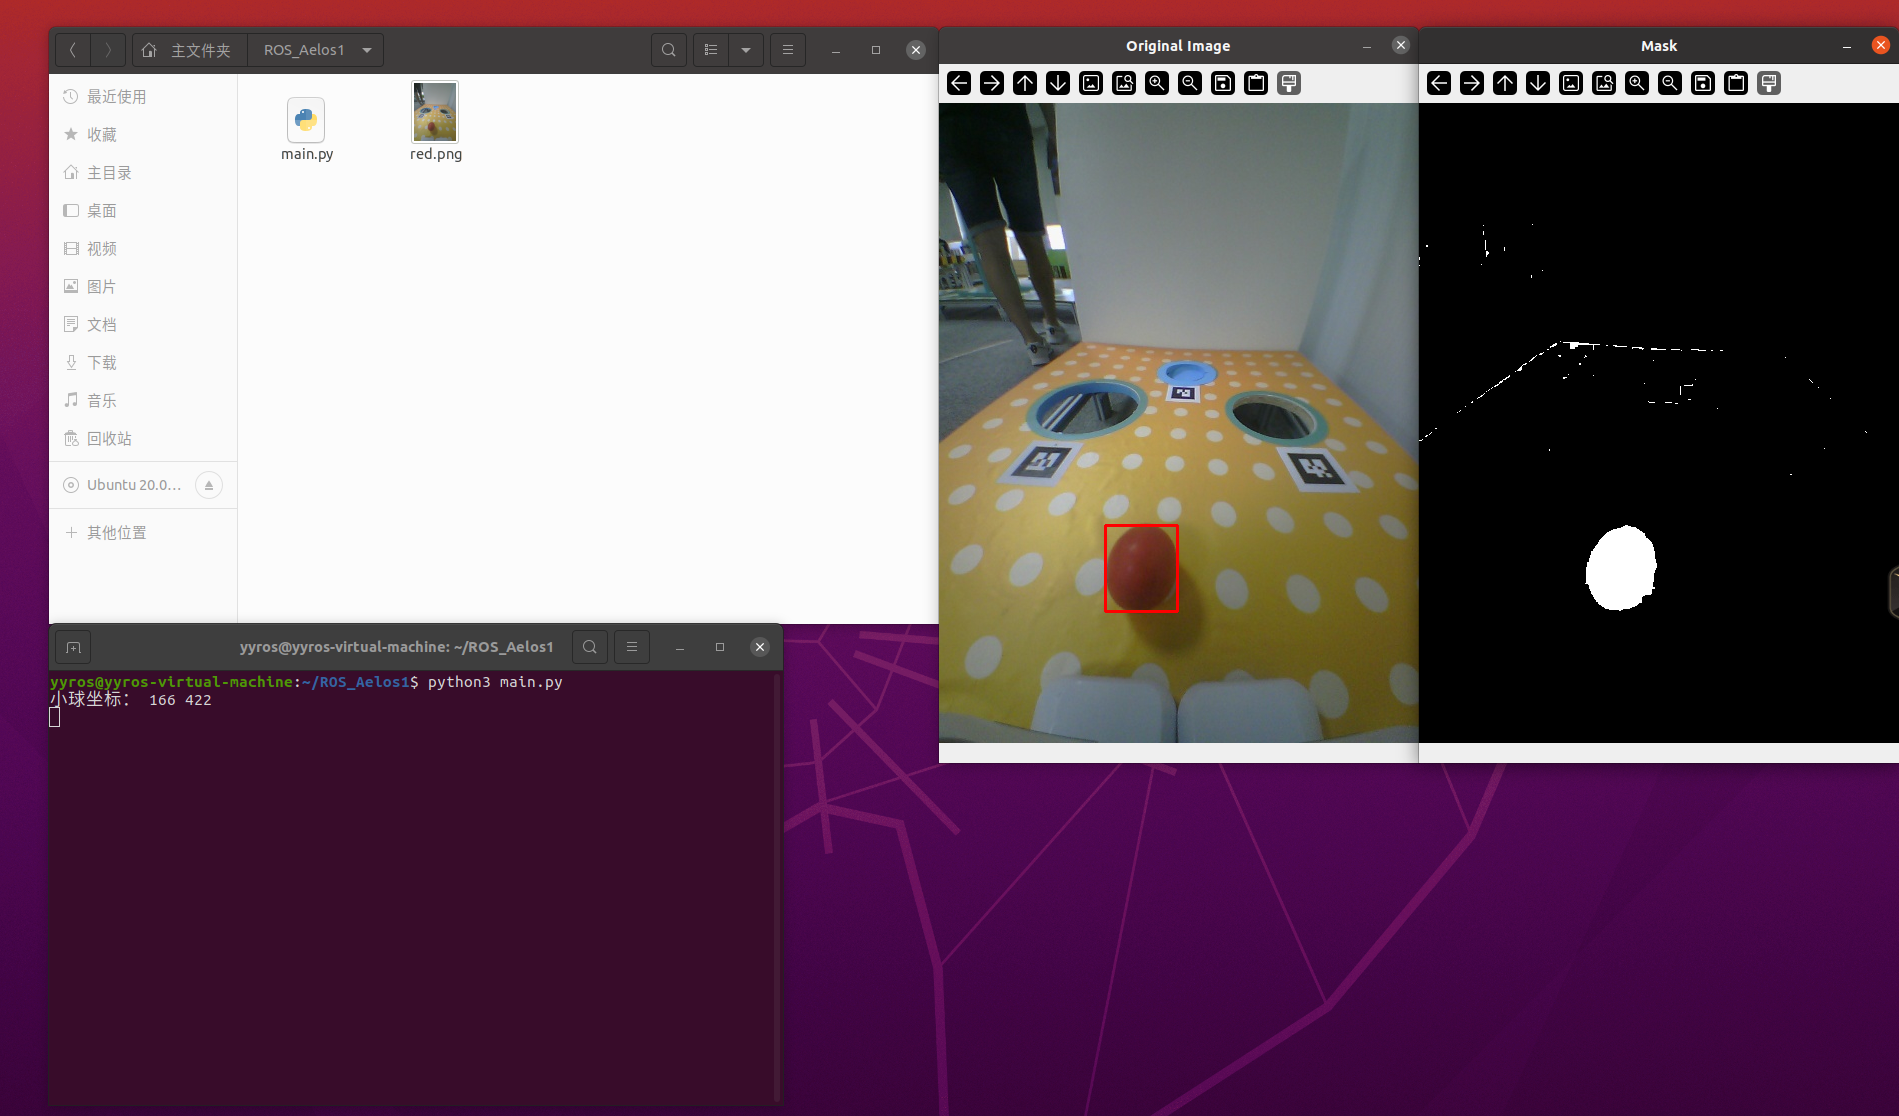 主文件夹
ROS_Aelos1
最近使用
收藏
主目录
桌面
视频
图片
文档
下载
音乐
回收站
Ubuntu 20.0…
其他位置
main.py
red.png
Original Image
Mask
yyros@yyros-virtual-machine: ~/ROS_Aelos1
yyros@yyros-virtual-machine:~/ROS_Aelos1$ python3 main.py
小球坐标： 166 422